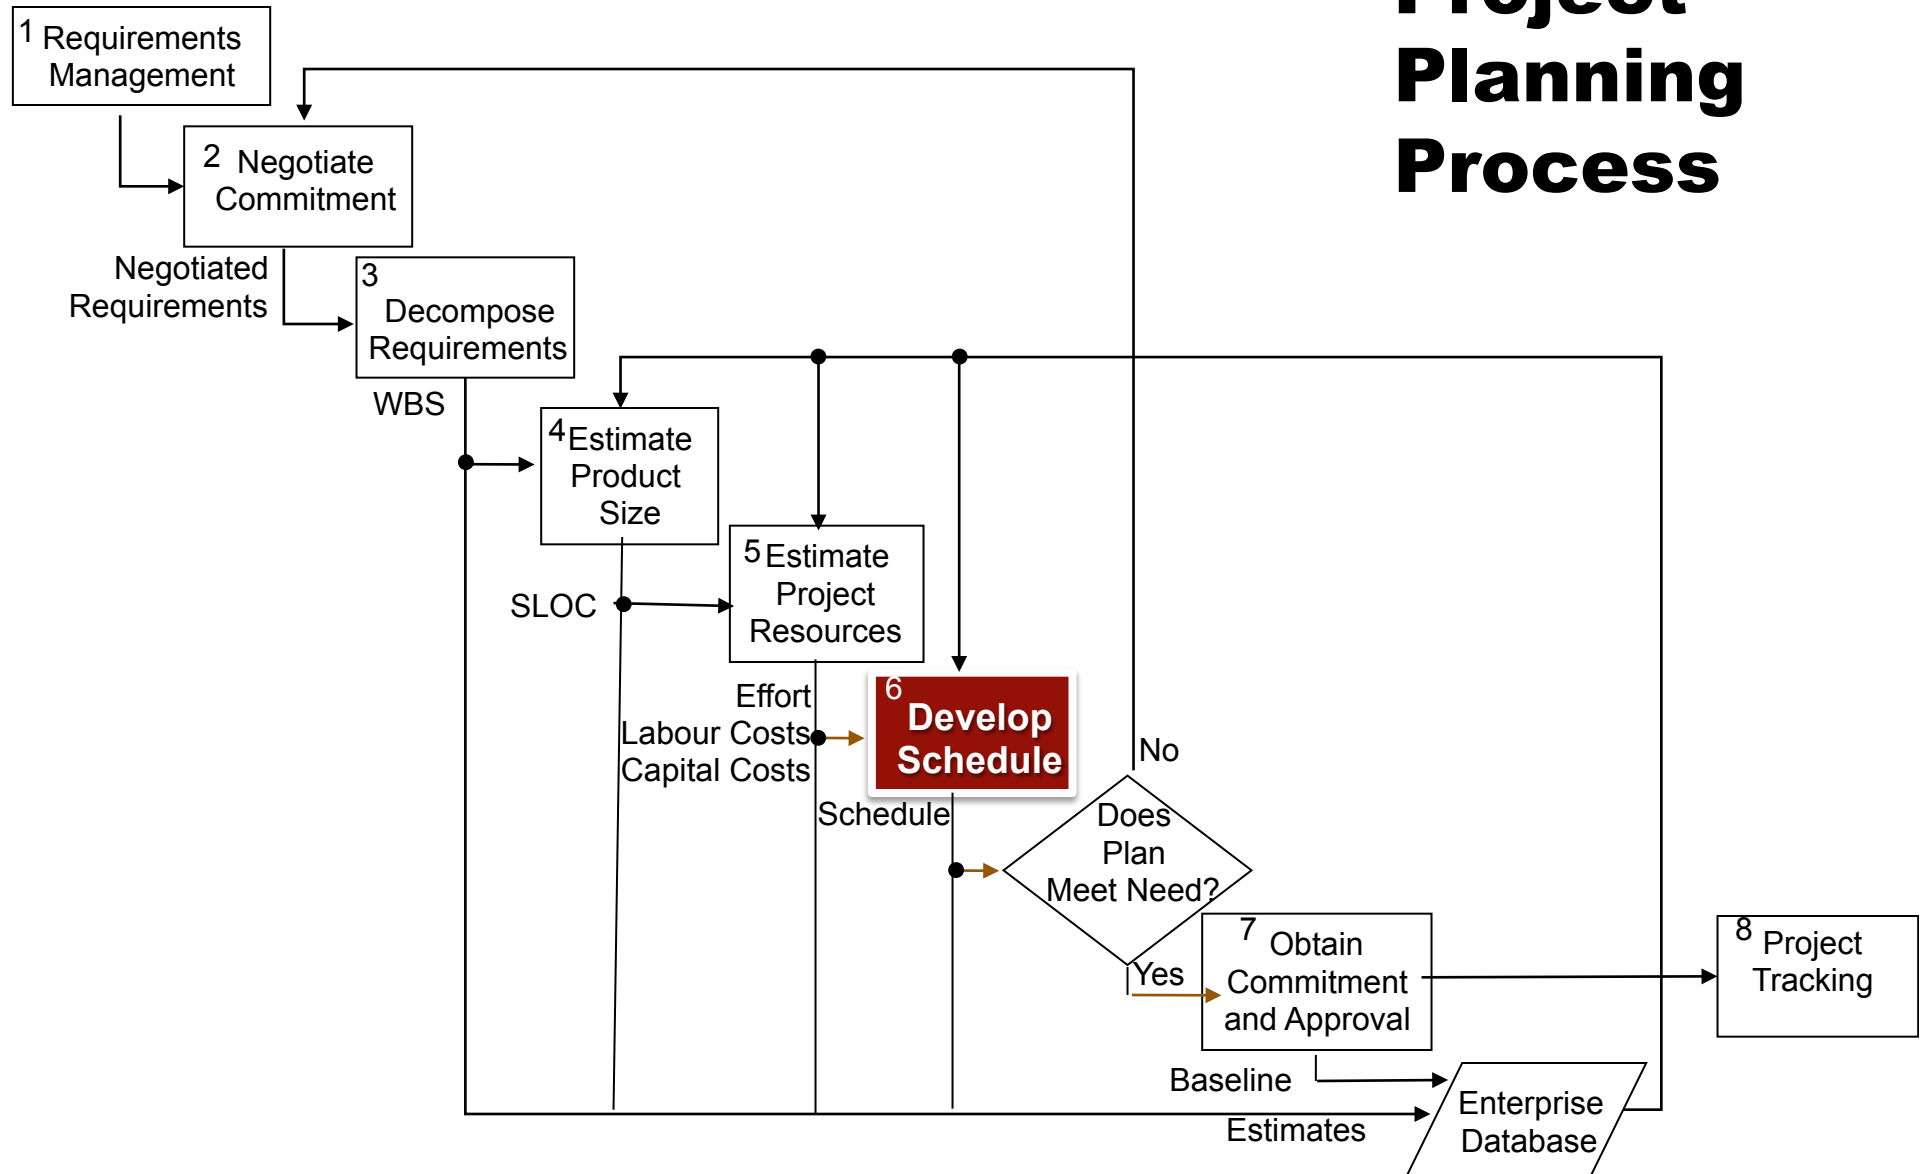 Project
Planning
Process
1 Requirements
Management
2 Negotiate
Commitment
Negotiated
Requirements
3
Decompose
Requirements
WBS
4 Estimate
Product
Size
SLOC
5 Estimate
Project
Resources
Effort
Labour Costs
Capital Costs
6
Develop
Schedule
Schedule
No
Does
Plan
Meet Need?
Yes
7 Obtain
Commitment
and Approval
8 Project
Tracking
Baseline
Estimates
Enterprise
Database